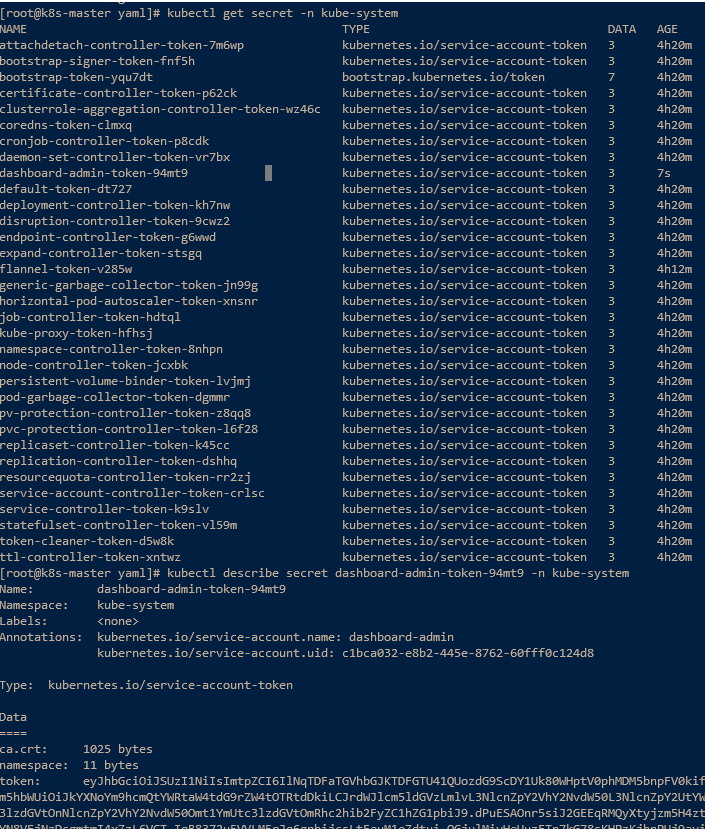 [root@k8s-master yaml]# kubectl get secret -n kube-system
NAME TYPE DATA AGE
attachdetach-controller-token-7m6wp kubernetes.io/service-account-token 3 4h20m
bootstrap-signer-token-fnf5h kubernetes.io/service-account-token 3 4h20m
bootstrap-token-yqu7dt bootstrap.kubernetes.io/token 7 4h20m
certificate-controller-token-p62ck kubernetes.io/service-account-token 3 4h20m
clusterrole-aggregation-controller-token-wz46c kubernetes.io/service-account-token 3 4h20m
coredns-token-clmxq kubernetes.io/service-account-token 3 4h20m
cronjob-controller-token-p8cdk kubernetes.io/service-account-token 3 4h20m
daemon-set-controller-token-vr7bx kubernetes.io/service-account-token 3 4h20m
dashboard-admin-token-94mt9 kubernetes.io/service-account-token 3 7s
default-token-dt727 kubernetes.io/service-account-token 3 4h20m
deployment-controller-token-kh7nw kubernetes.io/service-account-token 3 4h20m
disruption-controller-token-9cwz2 kubernetes.io/service-account-token 3 4h20m
endpoint-controller-token-g6wwd kubernetes.io/service-account-token 3 4h20m
expand-controller-token-stsgq kubernetes.io/service-account-token 3 4h20m
flannel-token-v285w kubernetes.io/service-account-token 3 4h12m
generic-garbage-collector-token-jn99g kubernetes.io/service-account-token 3 4h20m
horizontal-pod-autoscaler-token-xnsnr kubernetes.io/service-account-token 3 4h20m
job-controller-token-hdtql kubernetes.io/service-account-token 3 4h20m
kube-proxy-token-hfhsj kubernetes.io/service-account-token 3 4h20m
namespace-controller-token-8nhpn kubernetes.io/service-account-token 3 4h20m
node-controller-token-jcxbk kubernetes.io/service-account-token 3 4h20m
persistent-volume-binder-token-lvjmj kubernetes.io/service-account-token 3 4h20m
pod-garbage-collector-token-dgmmr kubernetes.io/service-account-token 3 4h20m
pv-protection-controller-token-z8qq8 kubernetes.io/service-account-token 3 4h20m
pvc-protection-controller-token-l6f28 kubernetes.io/service-account-token 3 4h20m
replicaset-controller-token-k45cc kubernetes.io/service-account-token 3 4h20m
replication-controller-token-dshhq kubernetes.io/service-account-token 3 4h20m
resourcequota-controller-token-rr2zj kubernetes.io/service-account-token 3 4h20m
service-account-controller-token-crlsc kubernetes.io/service-account-token 3 4h20m
service-controller-token-k9slv kubernetes.io/service-account-token 3 4h20m
statefulset-controller-token-vl59m kubernetes.io/service-account-token 3 4h20m
token-cleaner-token-d5w8k kubernetes.io/service-account-token 3 4h20m
ttl-controller-token-xntwz kubernetes.io/service-account-token 3 4h20m
[root@k8s-master yaml]# kubectl describe secret dashboard-admin-token-94mt9 -n kube-system
Name: dashboard-admin-token-94mt9
Namespace: kube-system
Labels: <none>
Annotations: kubernetes.io/service-account.name: dashboard-admin
kubernetes.io/service-account.uid: c1bca032-e8b2-445e-8762-60fff0c124d8
Type: kubernetes.io/service-account-token
Data
====
ca.crt: 1025 bytes
namespace: 11 bytes
token: